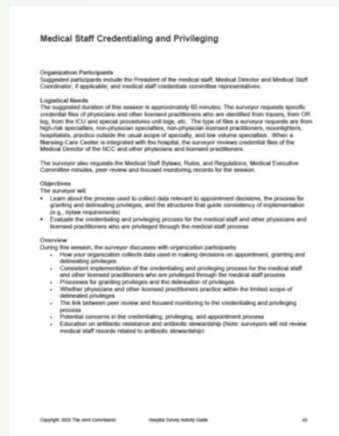 Medical Staff Credentialing and Privileging
Organization Participants
Suggested participants include the President of the medical staff; Medical Director and Medical Staff
Coordinator, if applicable; and medical staff credentials committee representatives.
Logistical Needs
The suggested duration of this session is approximately 60 minutes. The surveyor requests specific
credential files of physicians and other licensed practitioners who are identified from tracers, from OR
log, from the ICU and special procedures unit logs, etc. The type of files a surveyor requests are from
high-risk specialties, non-physician specialties, non-physician licensed practitioners, moonlighters,
hospitalists, practice outside the usual scope of specialty, and low volume specialties. When a
Nursing Care Center is integrated with the hospital, the surveyor reviews credential files of the
Medical Director of the NCC and other physicians and licensed practitioners.
The surveyor also requests the Medical Staff Bylaws, Rules, and Regulations, Medical Executive
Committee minutes, peer review and focused monitoring records for the session.
Objectives
The surveyor will:
• Learn about the process used to collect data relevant to appointment decisions, the process for
granting and delineating privileges, and the structures that guide consistency of implementation
(e.g., bylaw requirements)
• Evaluate the credentialing and privileging process for the medical staff and other physicians and
licensed practitioners who are privileged through the medical staff process
Overview
During this session, the surveyor discusses with organization participants:
• How your organization collects data used in making decisions on appointment, granting and
delineating privileges
• Consistent implementation of the credentialing and privileging process for the medical staff
and other licensed practitioners who are privileged through the medical staff process
• Processes for granting privileges and the delineation of privileges
• Whether physicians and other licensed practitioners practice within the limited scope of
delineated privileges
• The link between peer review and focused monitoring to the credentialing and privileging
process
• Potential concerns in the credentialing, privileging, and appointment process
• Education on antibiotic resistance and antibiotic stewardship (Note: surveyors will not review
medical staff records related to antibiotic stewardship)
Copyright: The Joint Commission Hospital Survey Activity Guide